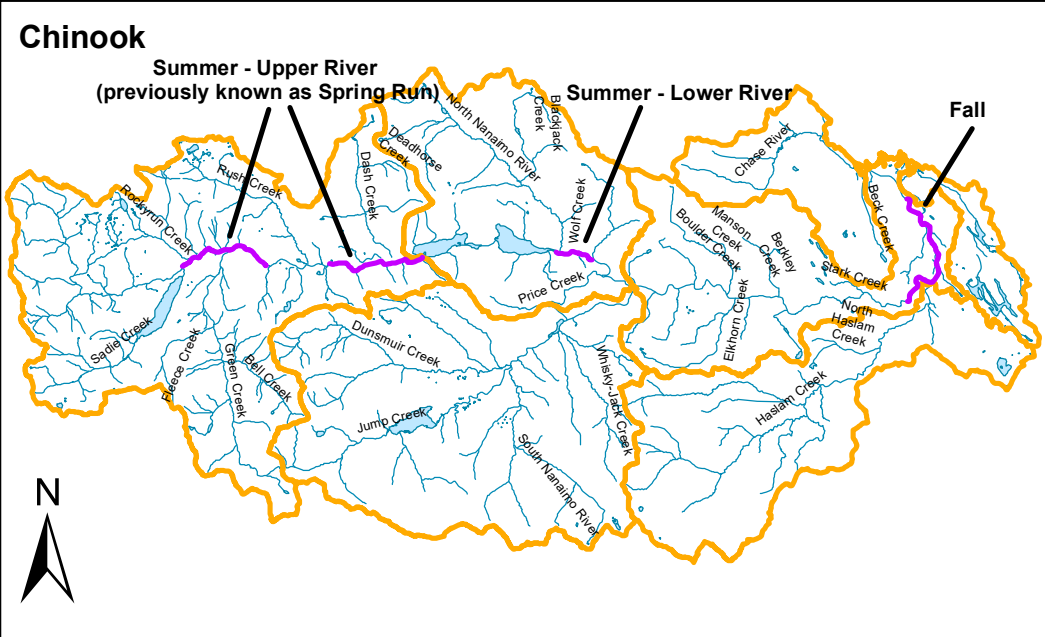 Chinook
Summer - Upper River
(previously known as Spring Run)
Summer - Lower River
Fall
North Nanaimo River
Blackjack
Creek
Deadhorse
Creek
Dash Creek
Wolf Creek
Chase River
Beck Creek
Rush Creek
Rockyrun Creek
Manson
Creek
Boulder Creek
Berkley
Creek
Stark Creek
Price Creek
North
Haslam
Creek
Elkhorn Creek
Sadie Creek
Fleece Creek
Green Creek
Bell Creek
Dunsmuir Creek
Whisky-Jack Creek
Haslam Creek
Jump Creek
South Nanaimo River
N